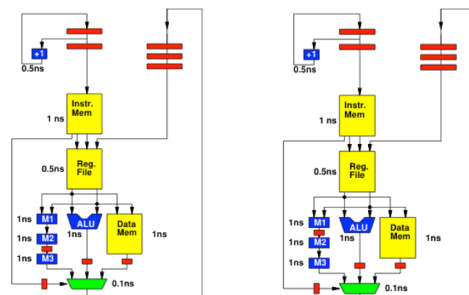 +1
0.5ns
Instr.
Mem
1 ns
Reg.
File
0.5ns
1ns M1
ALU
Data
Mem
1ns M2
1ns
1ns
1ns M3
0.1ns
+1
0.5ns
Instr.
Mem
1 ns
Reg.
File
0.5ns
1ns M1
ALU
Data
Mem
1ns M2
1ns
1ns
1ns M3
0.1ns